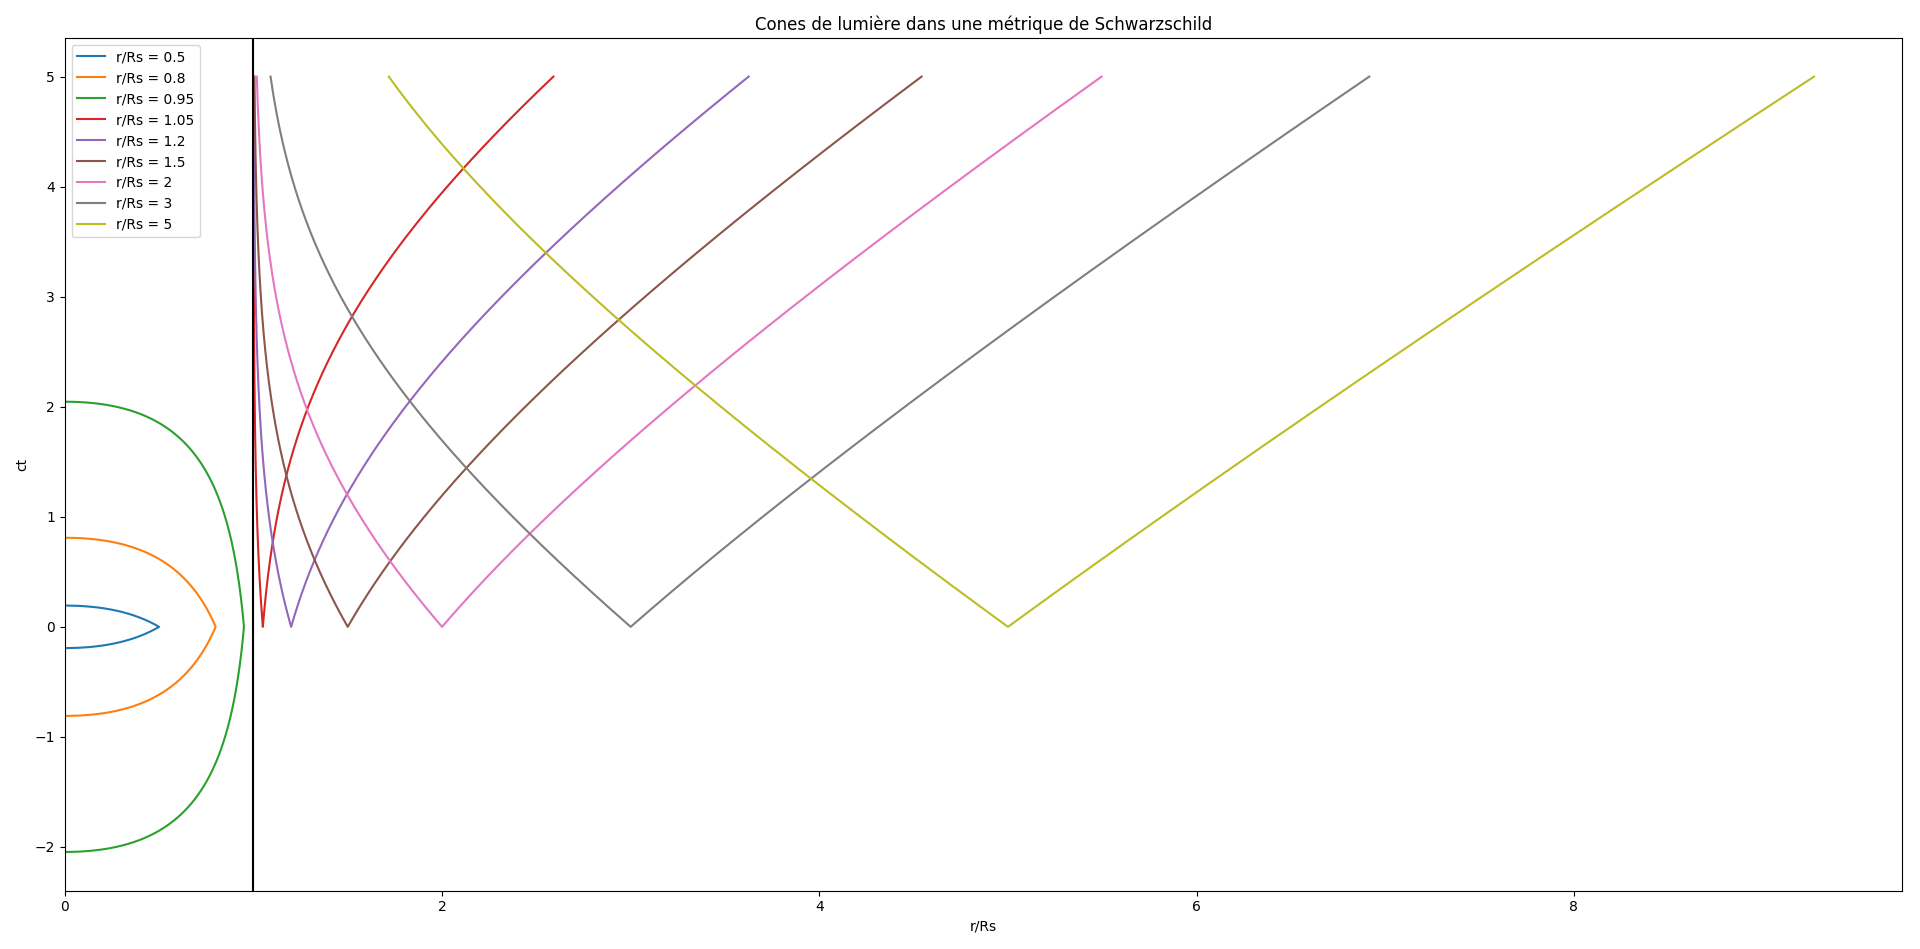 Cones de lumière dans une métrique de Schwarzschild
r/Rs = 0.5
r/Rs = 0.8
r/Rs = 0.95
r/Rs = 1.05
r/Rs = 1.2
r/Rs = 1.5
r/Rs = 2
r/Rs = 3
r/Rs = 5
5
4
3
2
1
0
−1
−2
ct
0 2 4 6 8
r/Rs